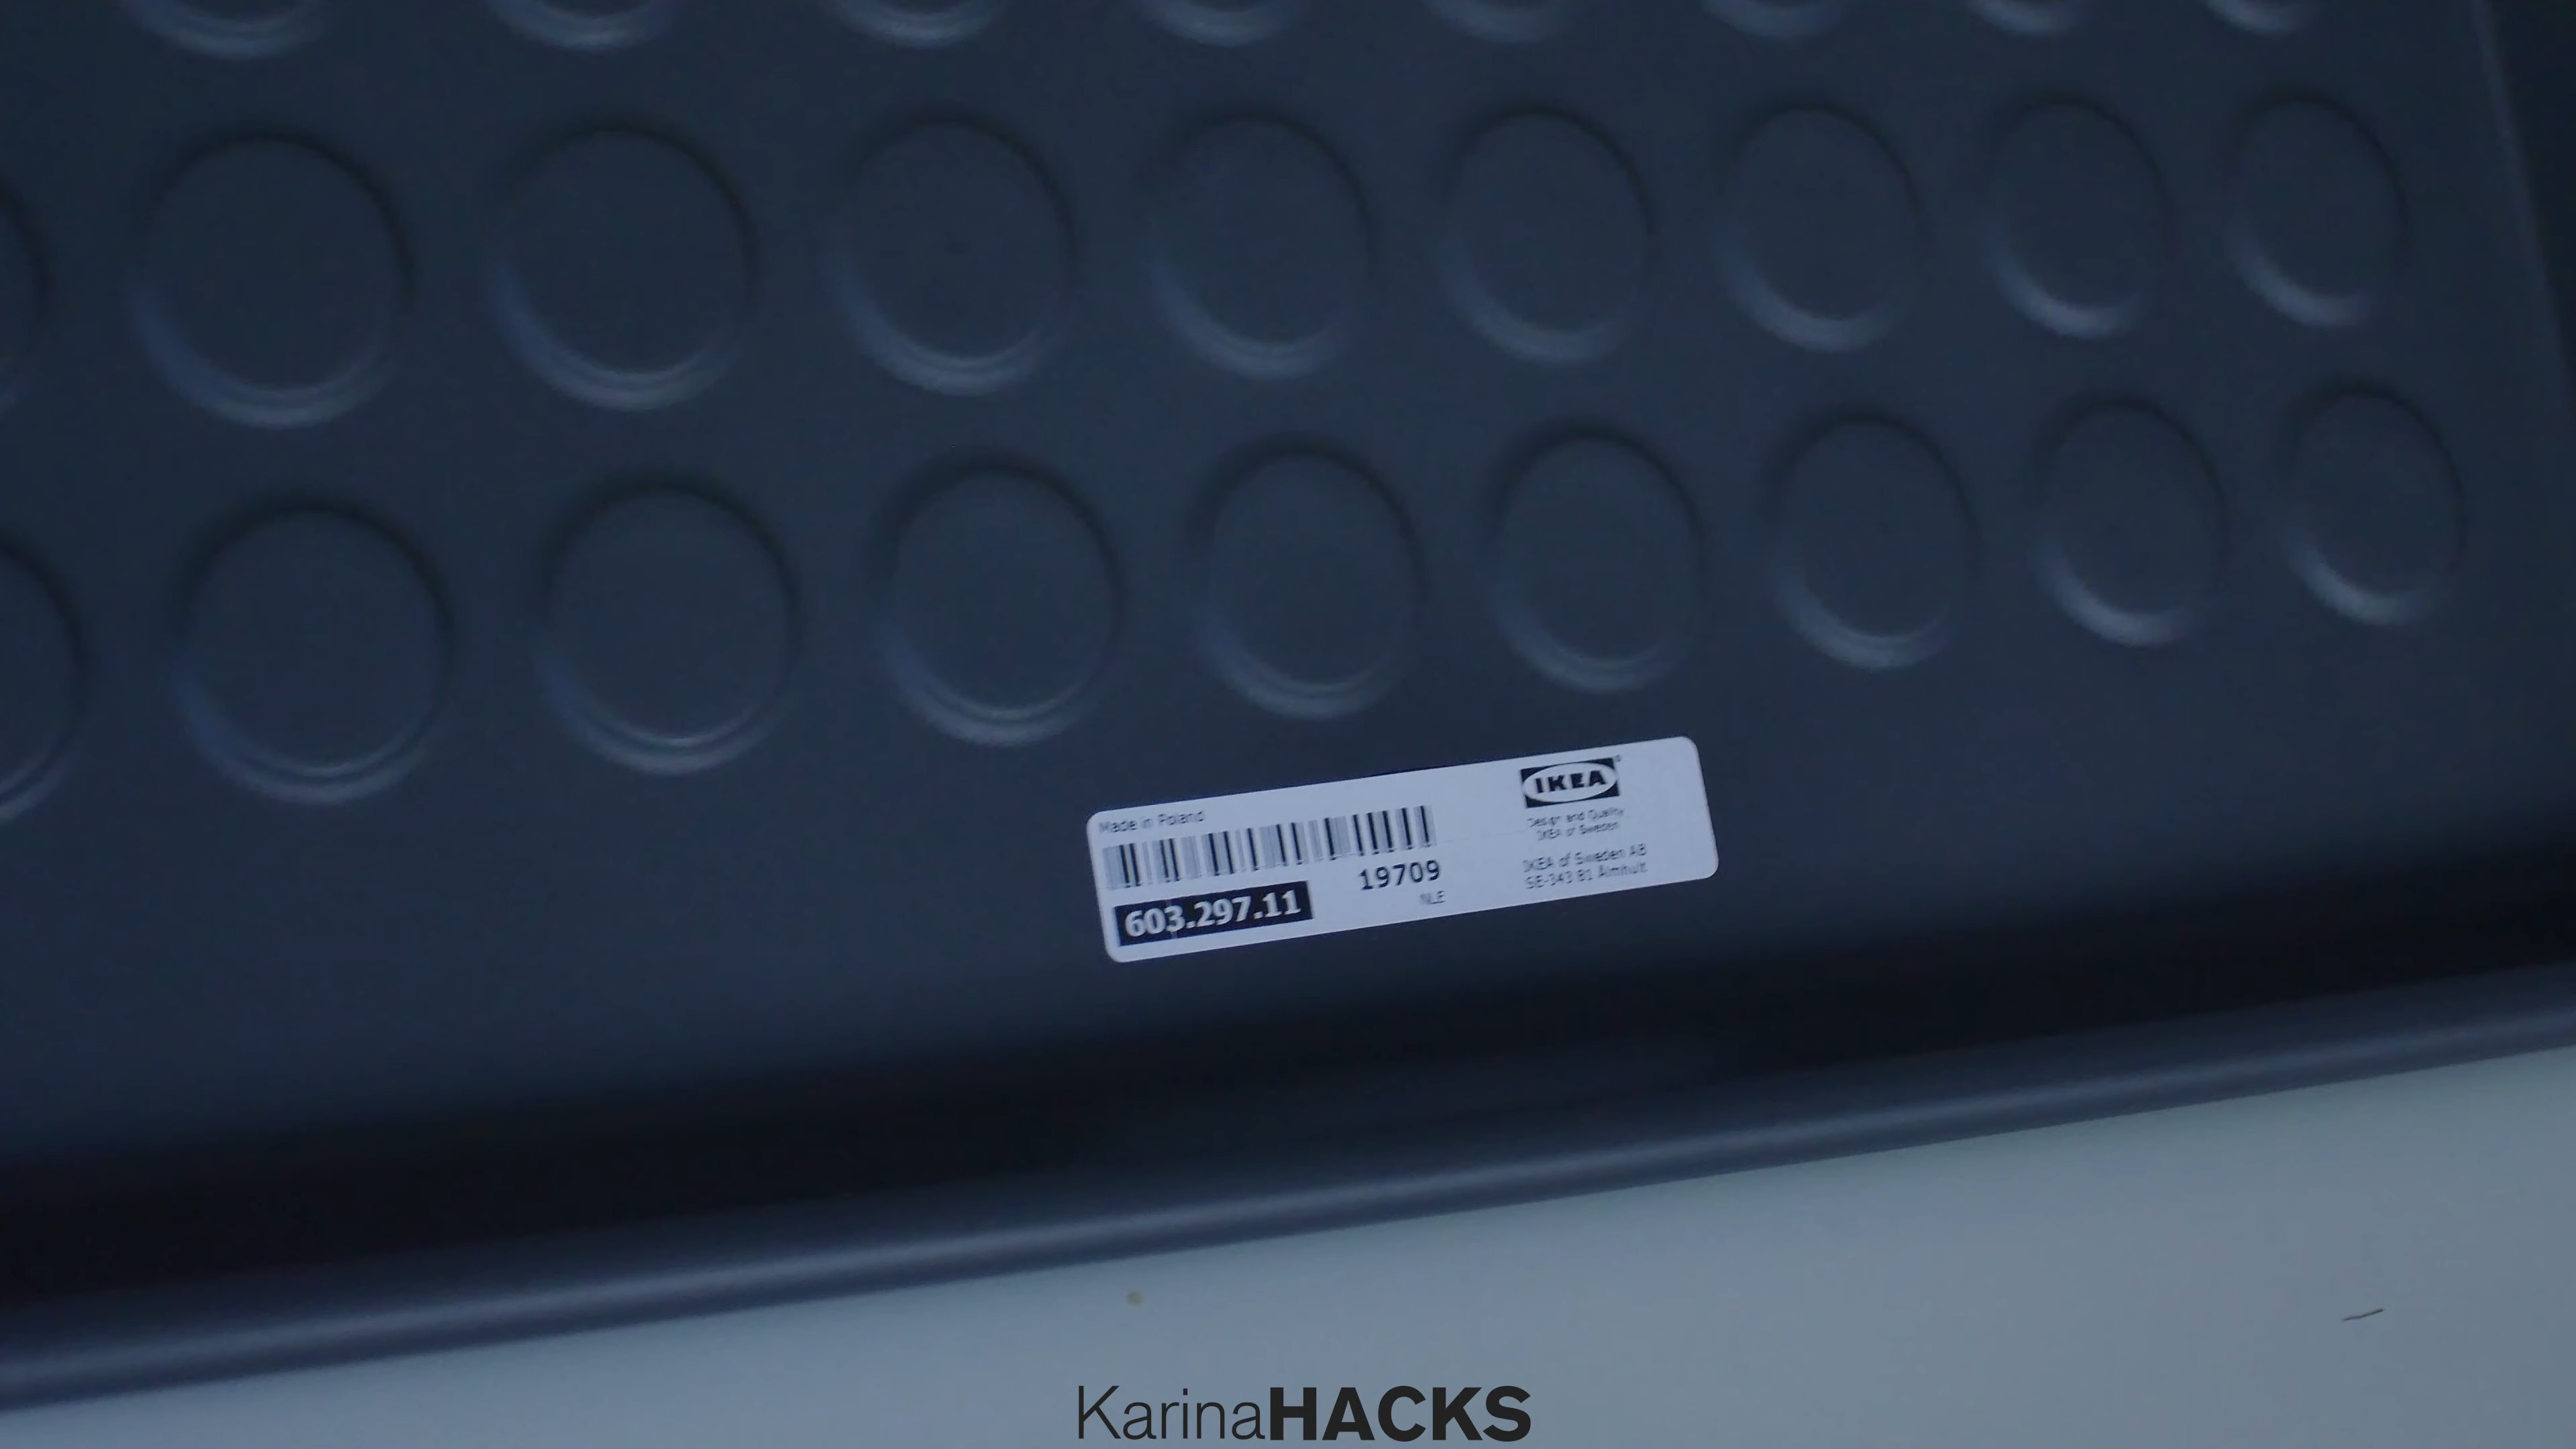 Made in Poland
19709
NLE
603.297.11
IKEA®
Design and Quality
IKEA of Sweden
IKEA of Sweden AB
SE-343 81 Älmhult
KarinaHACKS